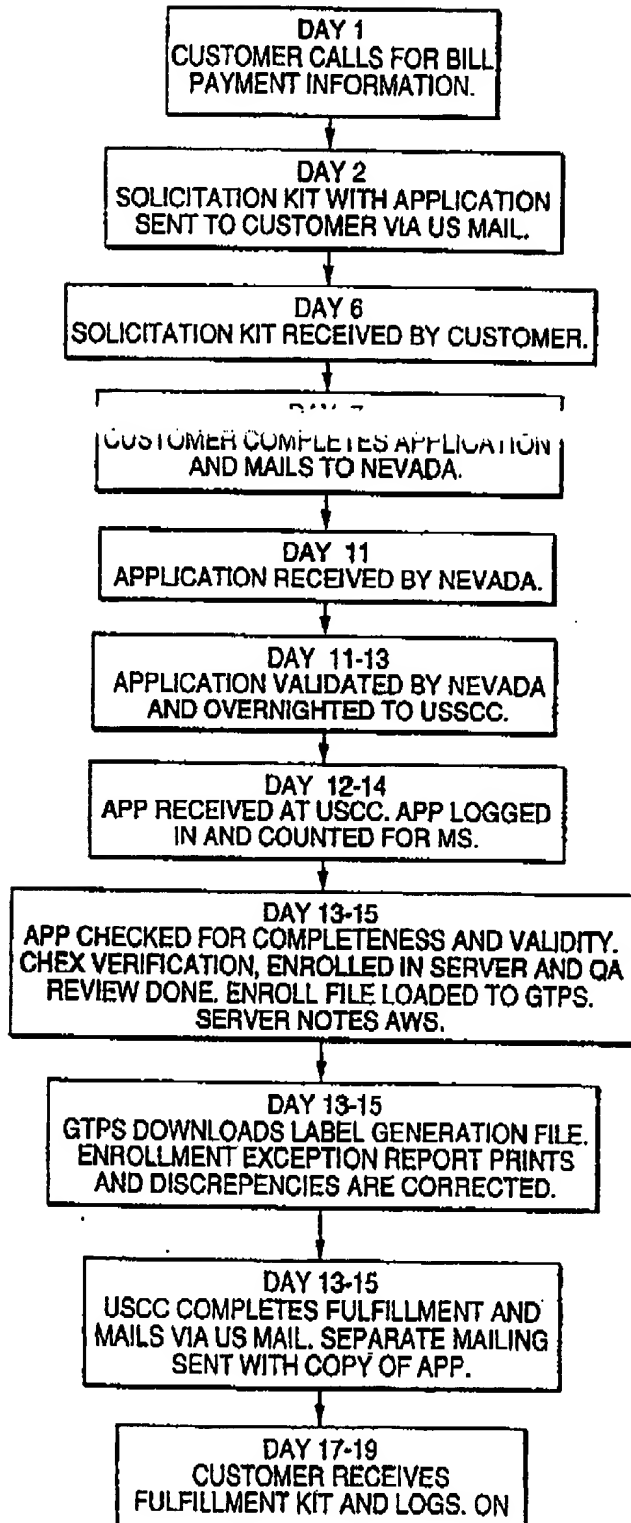 DAY 1
CUSTOMER CALLS FOR BILL
PAYMENT INFORMATION.
DAY 2
SOLICITATION KIT WITH APPLICATION
SENT TO CUSTOMER VIA US MAIL.
DAY 6
SOLICITATION KIT RECEIVED BY CUSTOMER.
DAY 7
CUSTOMER COMPLETES APPLICATION
AND MAILS TO NEVADA.
DAY 11
APPLICATION RECEIVED BY NEVADA.
DAY 11-13
APPLICATION VALIDATED BY NEVADA
AND OVERNIGHTED TO USSCC.
DAY 12-14
APP RECEIVED AT USCC. APP LOGGED
IN AND COUNTED FOR MS.
DAY 13-15
APP CHECKED FOR COMPLETENESS AND VALIDITY.
CHEX VERIFICATION, ENROLLED IN SERVER AND QA
REVIEW DONE. ENROLL FILE LOADED TO GTPS.
SERVER NOTES AWS.
DAY 13-15
GTPS DOWNLOADS LABEL GENERATION FILE.
ENROLLMENT EXCEPTION REPORT PRINTS
AND DISCREPENCIES ARE CORRECTED.
DAY 13-15
USCC COMPLETES FULFILLMENT AND
MAILS VIA US MAIL. SEPARATE MAILING
SENT WITH COPY OF APP.
DAY 17-19
CUSTOMER RECEIVES
FULFILLMENT KIT AND LOGS. ON